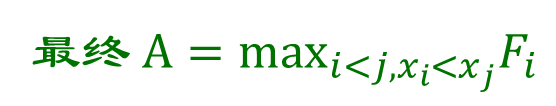 最终 A = max_{i<j,x_i<x_j} F_i